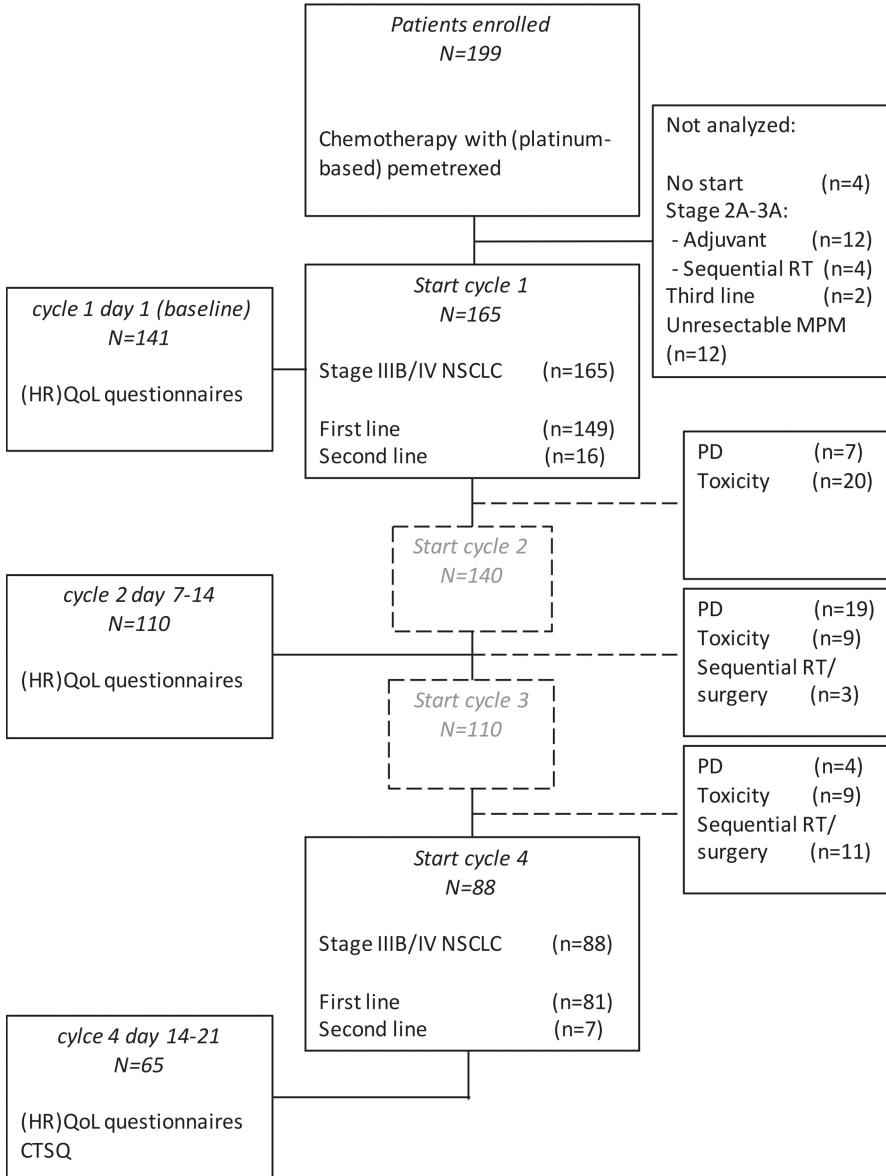 Patients enrolled
N=199
Chemotherapy with (platinum-
based) pemetrexed
Not analyzed:
No start (n=4)
Stage 2A-3A:
- Adjuvant (n=12)
- Sequential RT (n=4)
Third line (n=2)
Unresectable MPM
(n=12)
Start cycle 1
N=165
Stage IIIB/IV NSCLC (n=165)
First line (n=149)
Second line (n=16)
cycle 1 day 1 (baseline)
N=141
(HR)QoL questionnaires
PD (n=7)
Toxicity (n=20)
Start cycle 2
N=140
cycle 2 day 7-14
N=110
(HR)QoL questionnaires
PD (n=19)
Toxicity (n=9)
Sequential RT/
surgery (n=3)
Start cycle 3
N=110
PD (n=4)
Toxicity (n=9)
Sequential RT/
surgery (n=11)
Start cycle 4
N=88
Stage IIIB/IV NSCLC (n=88)
First line (n=81)
Second line (n=7)
cylce 4 day 14-21
N=65
(HR)QoL questionnaires
CTSQ